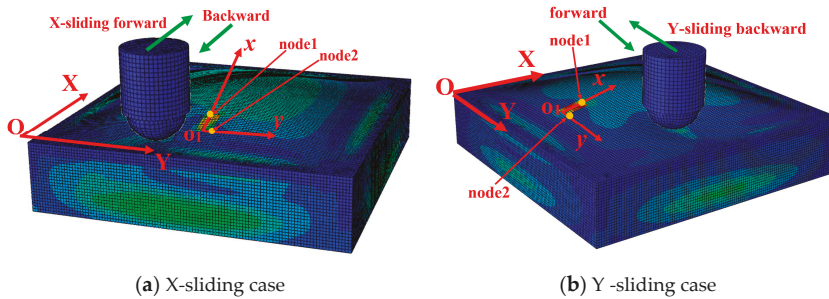 X-sliding forward
Backward
x
node1
node2
X
O
O1
y
Y
(a) X-sliding case
forward
Y-sliding backward
node1
X
O
x
Y
O1
y
node2
(b) Y -sliding case